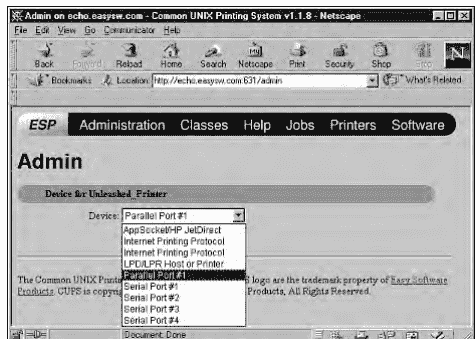 Admin on echo.easysw.com - Common UNIX Printing System v1.1.8 - Netscape
File Edit View Go Communicator Help
Back Forward Reload Home Search Netscape Print Security Shop Stop
Bookmarks Location: http://echo.easysw.com:631/admin What's Related
ESP Administration Classes Help Jobs Printers Software
Admin
Device for Unleashed_Printer
Device: Parallel Port #1
AppSocket/HP JetDirect
Internet Printing Protocol
Internet Printing Protocol
LPD/LPR Host or Printer
Parallel Port #1
Serial Port #1
Serial Port #2
Serial Port #3
Serial Port #4
The Common UNIX Printi logo are the trademark property of Easy Software
Products. CUPS is copyrig Products, All Rights Reserved.
Document: Done